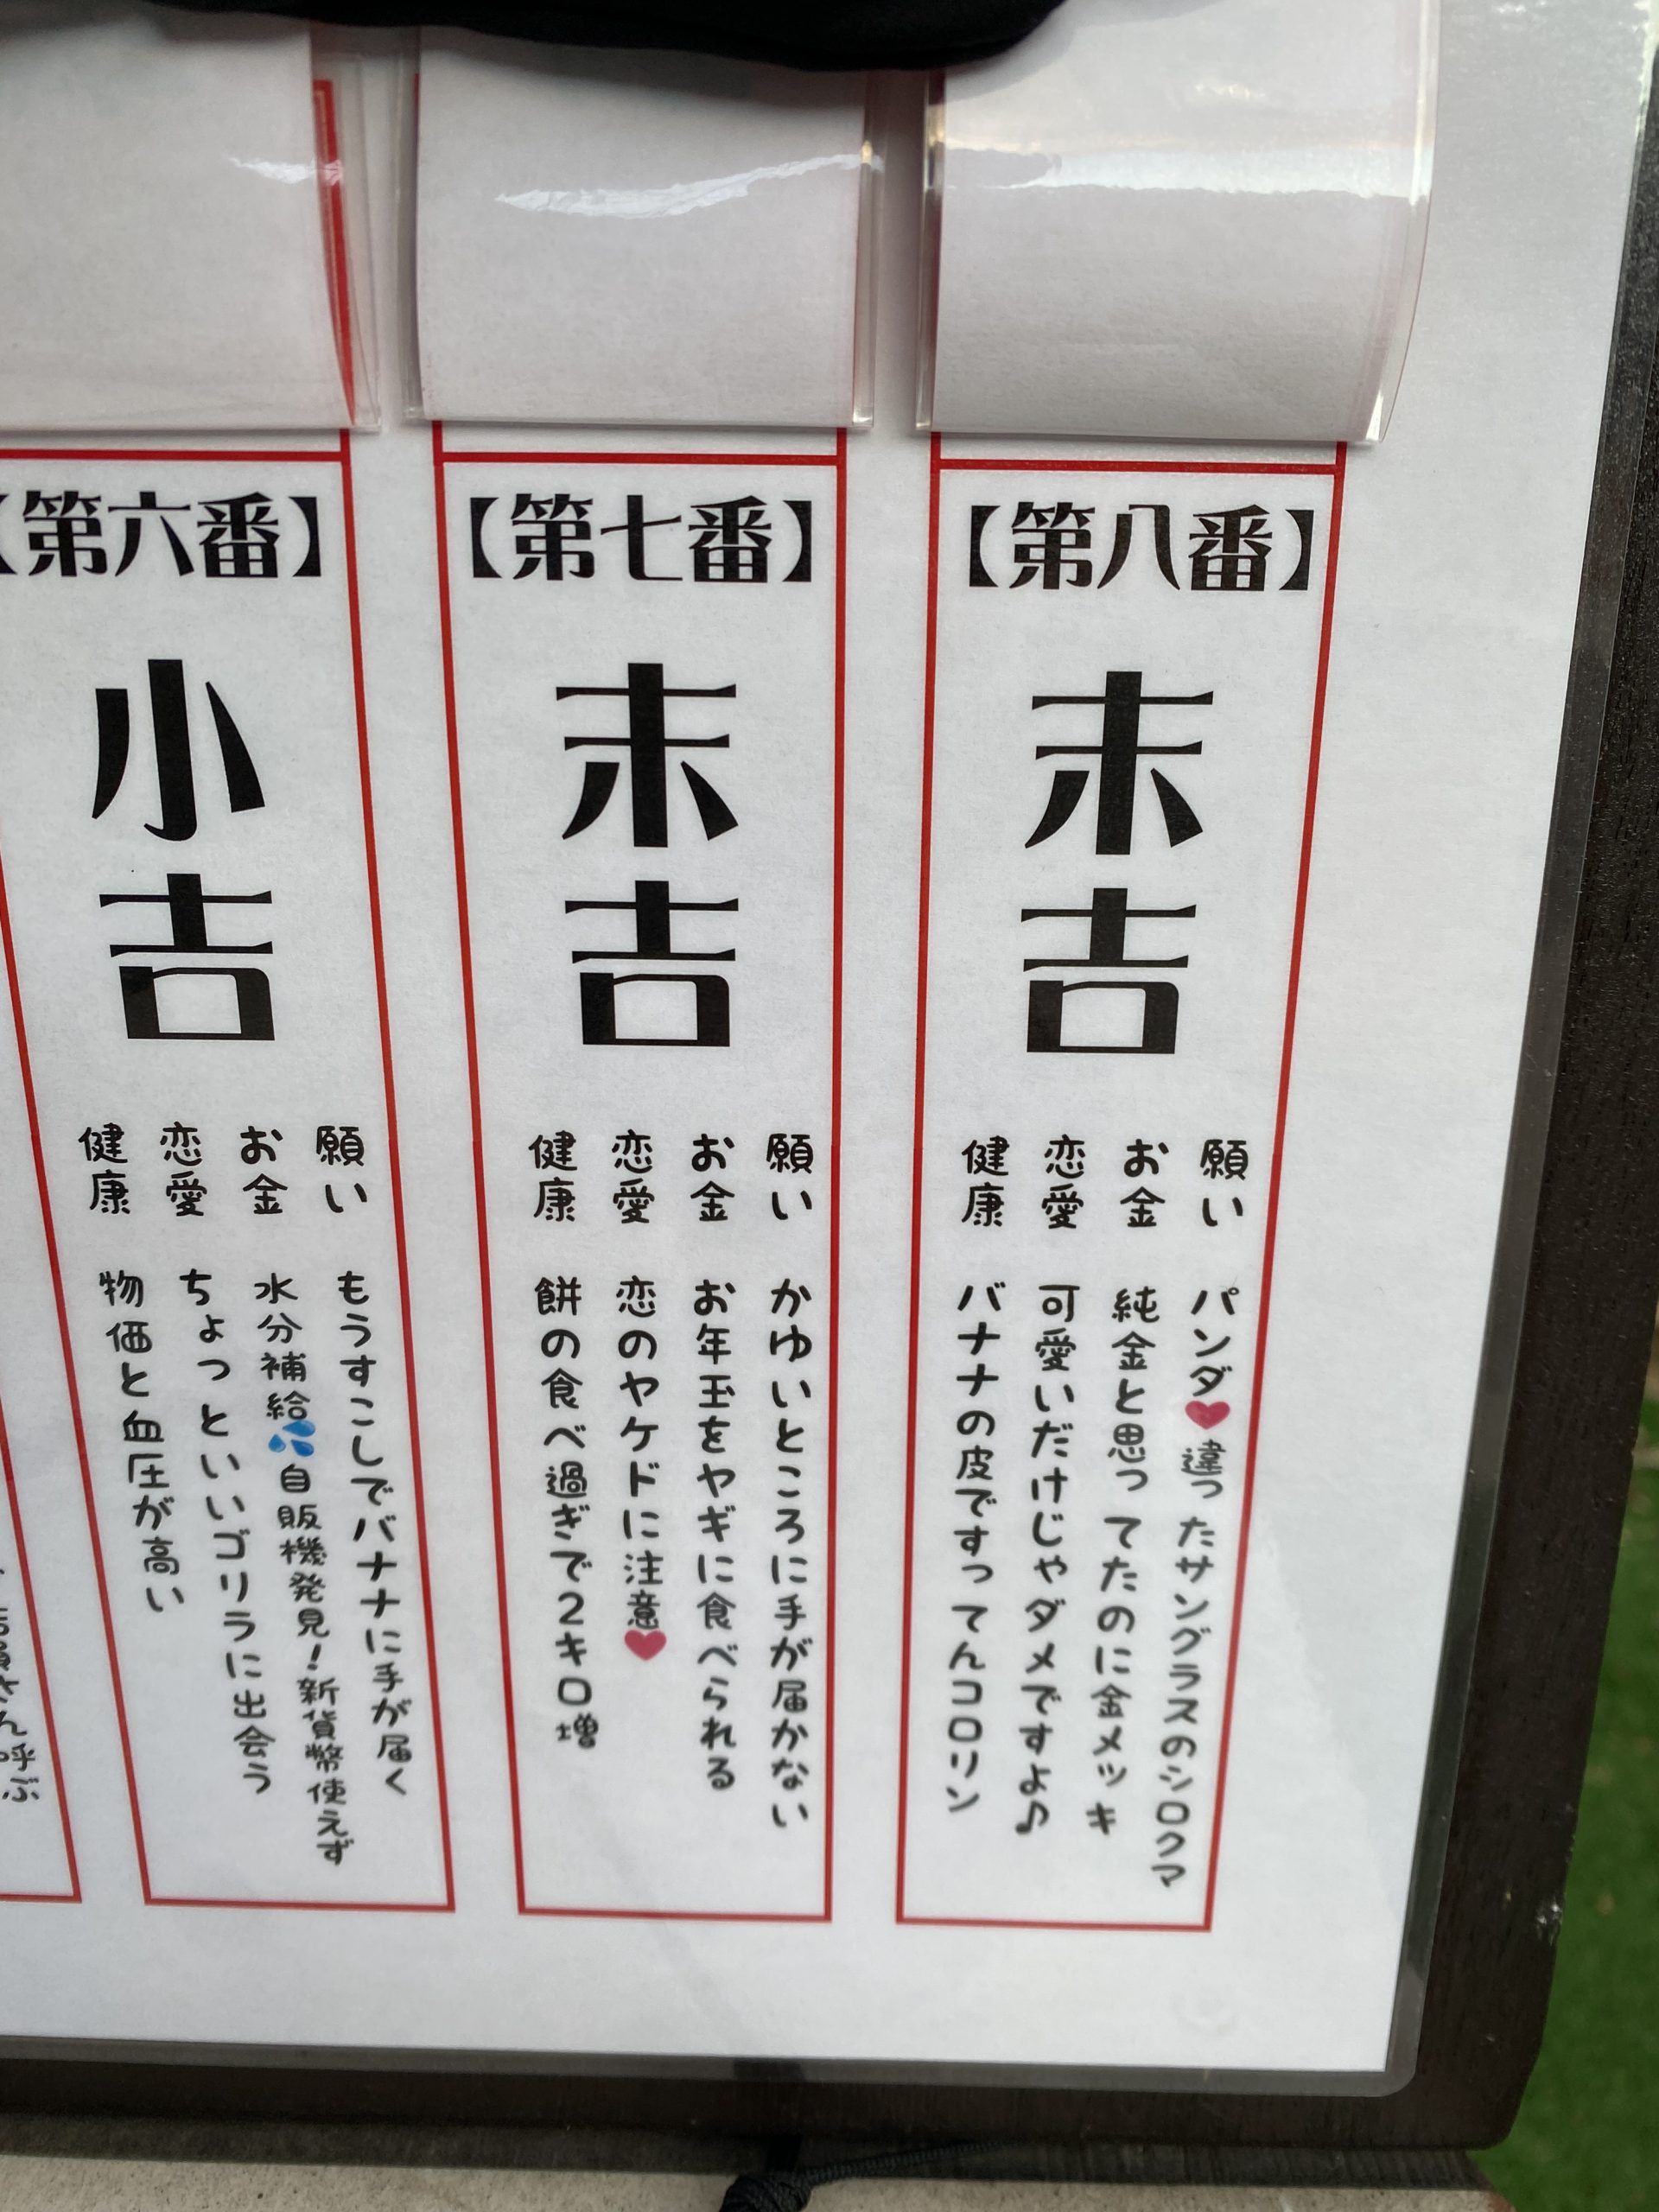 【第八番】
末吉
願い パンダ❤違ったサングラスのシロクマ
お金 純金と思ってたのに金メッキ
恋愛 可愛いだけじゃダメですよ♪
健康 バナナの皮ですってんコロリン
【第七番】
末吉
願い かゆいところに手が届かない
お金 お年玉をヤギに食べられる
恋愛 恋のヤケドに注意❤
健康 餅の食べ過ぎで2キロ増
【第六番】
小吉
願い もうすこしでバナナに手が届く
お金 水分補給💦自販機発見！新貨幣使えず
恋愛 ちょっといいゴリラに出会う
健康 物価と血圧が高い
さん呼ぶ